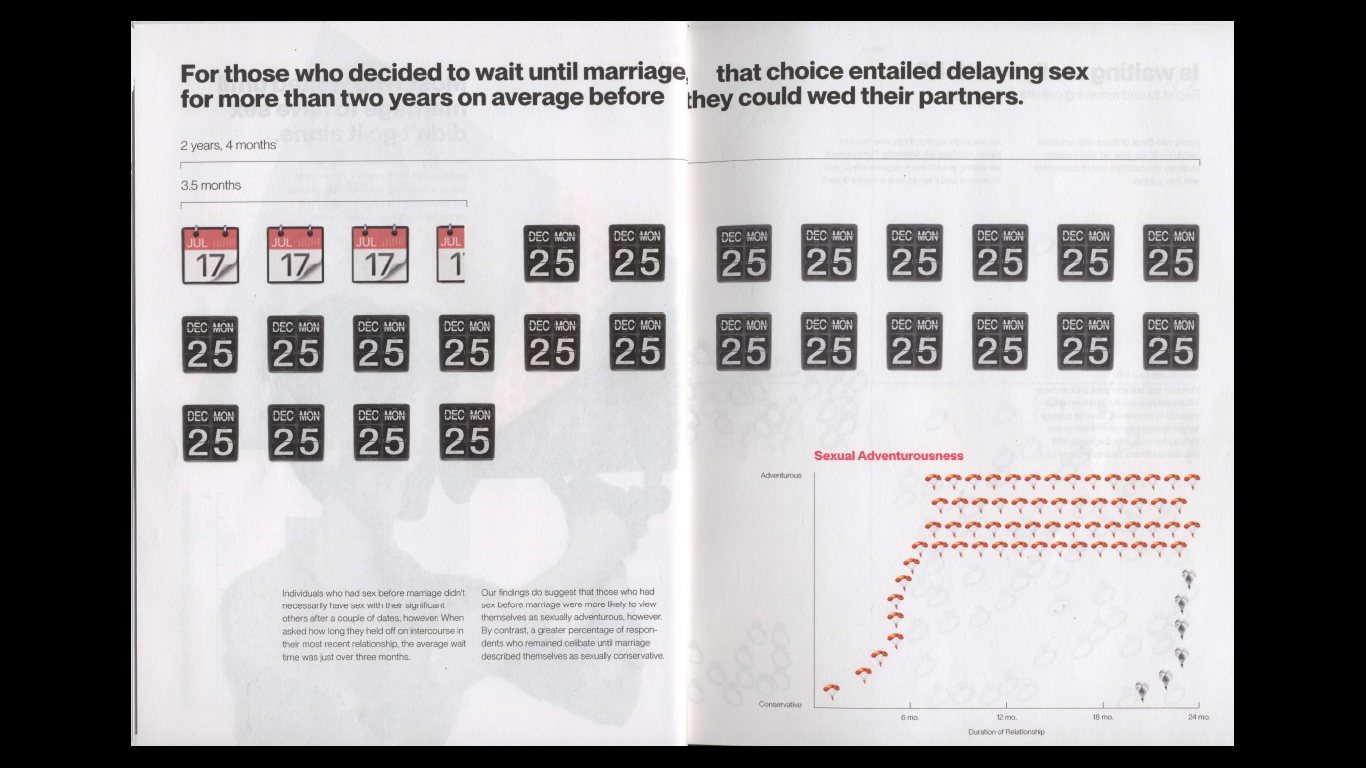 For those who decided to wait until marriage, that choice entailed delaying sex
for more than two years on average before they could wed their partners.
2 years, 4 months
3.5 months
JUL JUL JUL JUL DEC MON DEC MON DEC MON DEC MON DEC MON DEC MON DEC MON DEC MON
17 17 17 1 25 25 25 25 25 25 25 25
DEC MON DEC MON DEC MON DEC MON DEC MON DEC MON DEC MON DEC MON DEC MON DEC MON DEC MON DEC MON
25 25 25 25 25 25 25 25 25 25 25 25
DEC MON DEC MON DEC MON DEC MON
25 25 25 25
Individuals who had sex before marriage didn't
necessarily have sex with their significant
others after a couple of dates, however. When
asked how long they held off on intercourse in
their most recent relationship, the average wait
time was just over three months.
Our findings do suggest that those who had
sex before marriage were more likely to view
themselves as sexually adventurous, however.
By contrast, a greater percentage of respon-
dents who remained celibate until marriage
described themselves as sexually conservative.
Sexual Adventurousness
Adventurous
Conservative
6 mo. 12 mo. 18 mo. 24 mo.
Duration of Relationship